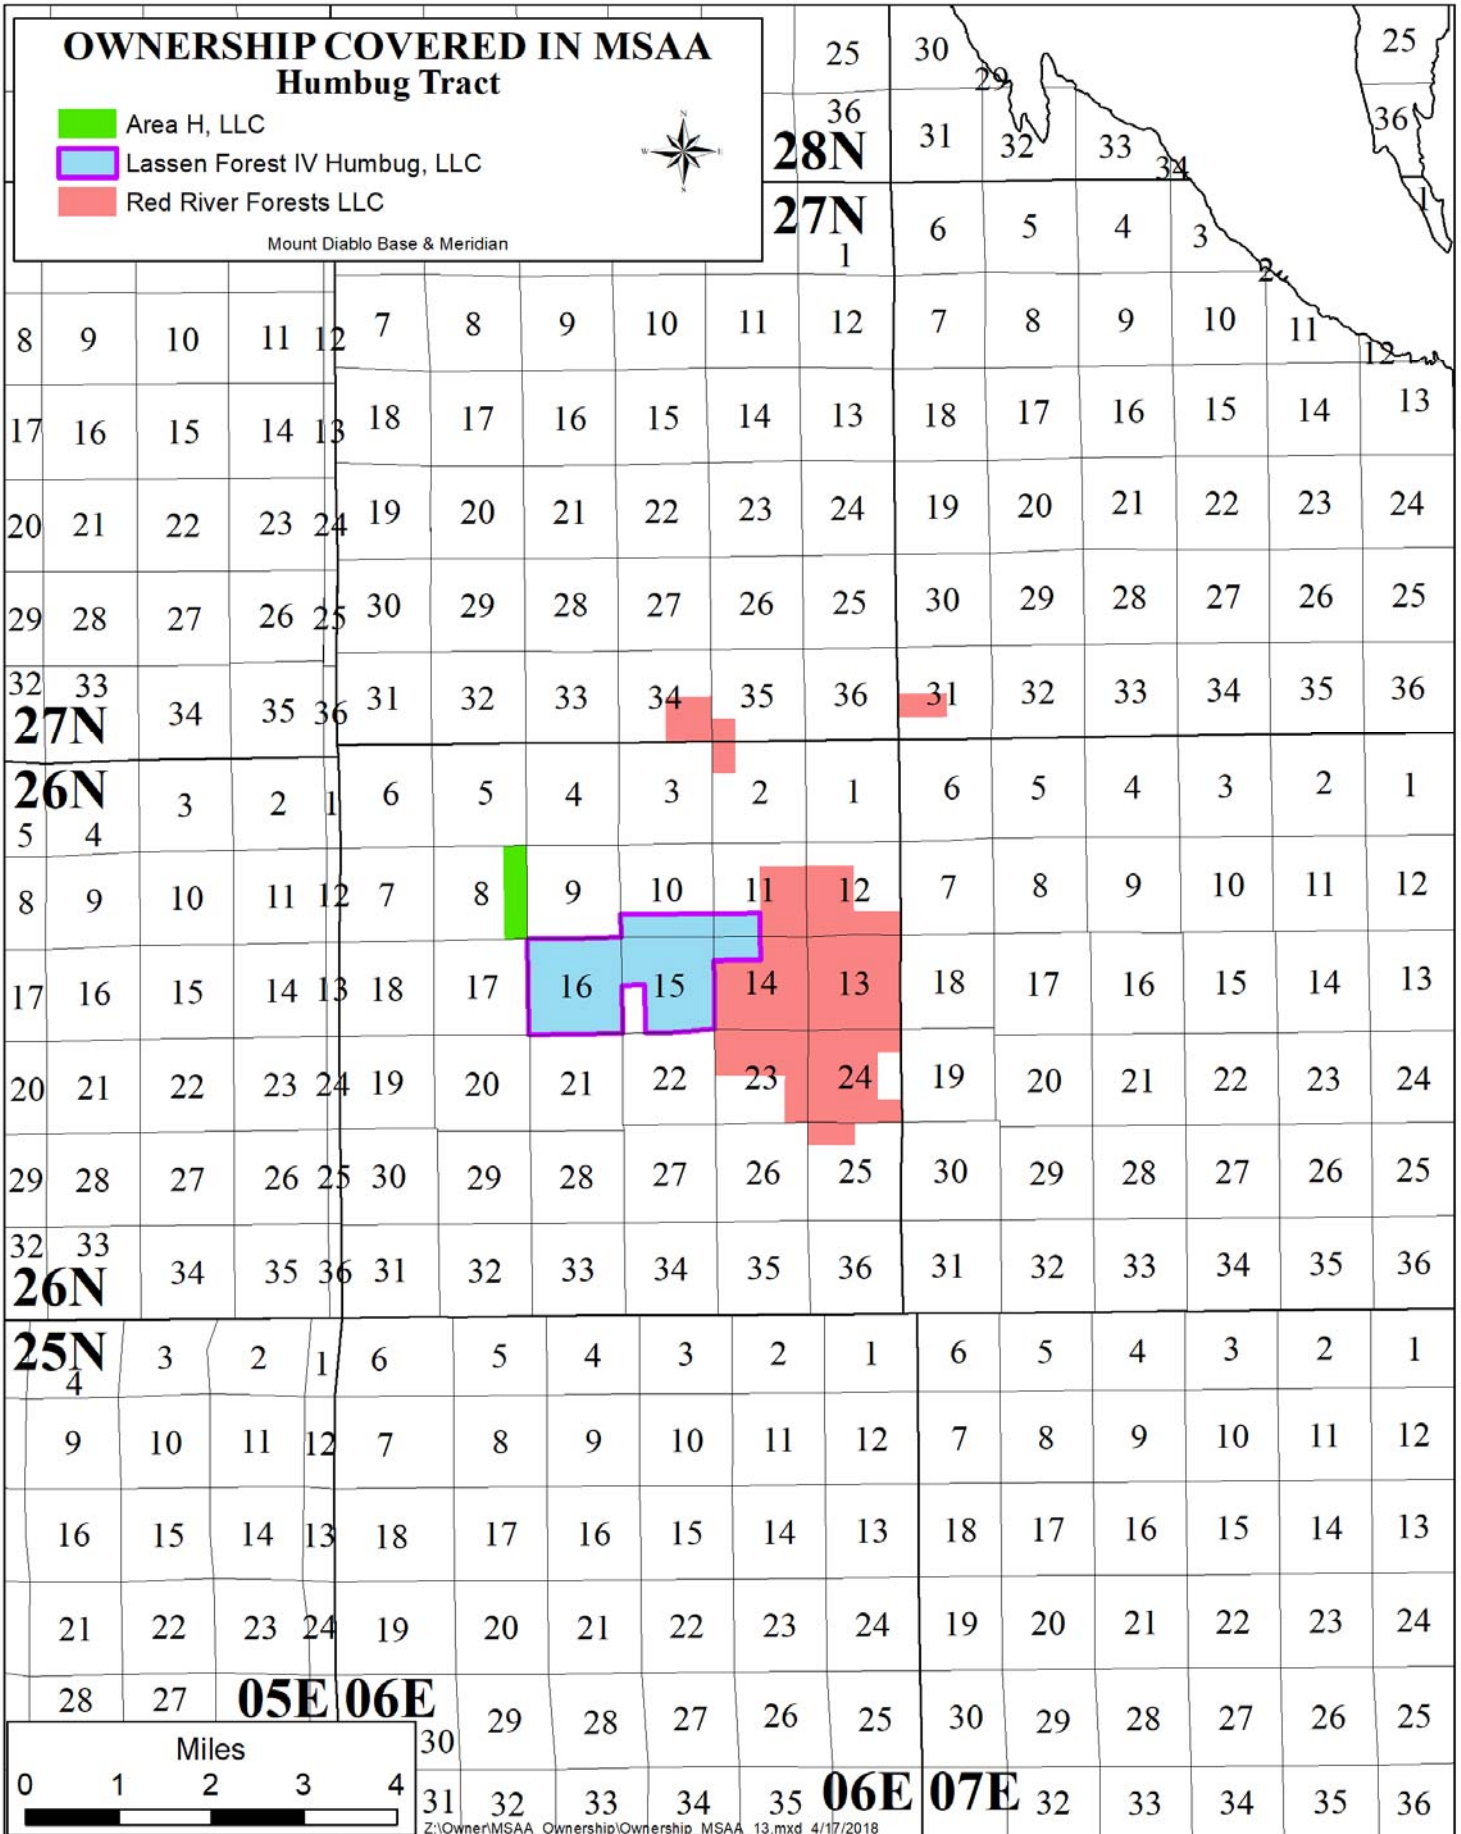 OWNERSHIP COVERED IN MSAA
Humbug Tract
Area H, LLC
Lassen Forest IV Humbug, LLC
Red River Forests LLC
Mount Diablo Base & Meridian
N
W E
S
25 30 29 25
36 31 32 33 34 36
28N
27N
1 6 5 4 3 2 1
8 9 10 11 12 7 8 9 10 11 12 7 8 9 10 11 12
17 16 15 14 13 18 17 16 15 14 13 18 17 16 15 14 13
20 21 22 23 24 19 20 21 22 23 24 19 20 21 22 23 24
29 28 27 26 25 30 29 28 27 26 25 30 29 28 27 26 25
32 33 34 35 36 31 32 33 34 35 36 31 32 33 34 35 36
27N
26N
5 4 3 2 1 6 5 4 3 2 1 6 5 4 3 2 1
8 9 10 11 12 7 8 9 10 11 12 7 8 9 10 11 12
17 16 15 14 13 18 17 16 15 14 13 18 17 16 15 14 13
20 21 22 23 24 19 20 21 22 23 24 19 20 21 22 23 24
29 28 27 26 25 30 29 28 27 26 25 30 29 28 27 26 25
32 33 34 35 36 31 32 33 34 35 36 31 32 33 34 35 36
26N
25N
4 3 2 1 6 5 4 3 2 1 6 5 4 3 2 1
9 10 11 12 7 8 9 10 11 12 7 8 9 10 11 12
16 15 14 13 18 17 16 15 14 13 18 17 16 15 14 13
21 22 23 24 19 20 21 22 23 24 19 20 21 22 23 24
28 27 05E 06E
30 29 28 27 26 25 30 29 28 27 26 25
31 32 33 34 35 06E 07E 32 33 34 35 36
Miles
0 1 2 3 4
Z:\Owner\MSAA_Ownership\Ownership_MSAA_13.mxd 4/17/2018